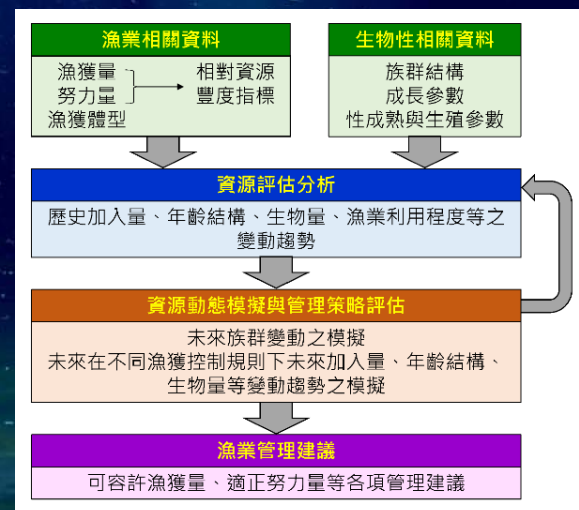 漁業相關資料
漁獲量
努力量
漁獲體型
相對資源
豐度指標
生物性相關資料
族群結構
成長參數
性成熟與生殖參數
資源評估分析
歷史加入量、年齡結構、生物量、漁業利用程度等之
變動趨勢
資源動態模擬與管理策略評估
未來族群變動之模擬
未來在不同漁獲控制規則下未來加入量、年齡結構、
生物量等變動趨勢之模擬
漁業管理建議
可容許漁獲量、適正努力量等各項管理建議